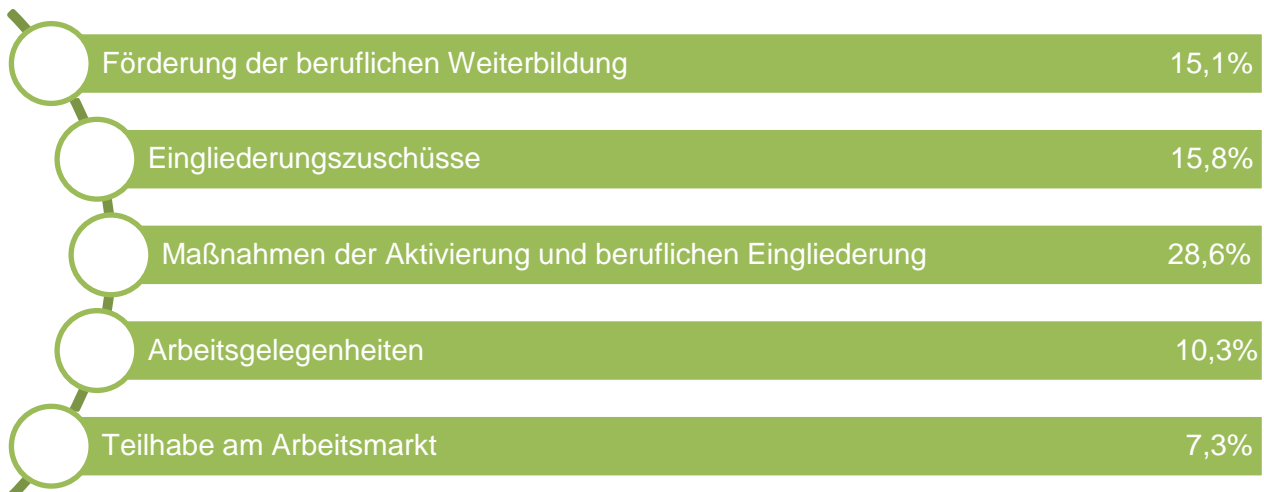 Förderung der beruflichen Weiterbildung 15,1%
Eingliederungszuschüsse 15,8%
Maßnahmen der Aktivierung und beruflichen Eingliederung 28,6%
Arbeitsgelegenheiten 10,3%
Teilhabe am Arbeitsmarkt 7,3%